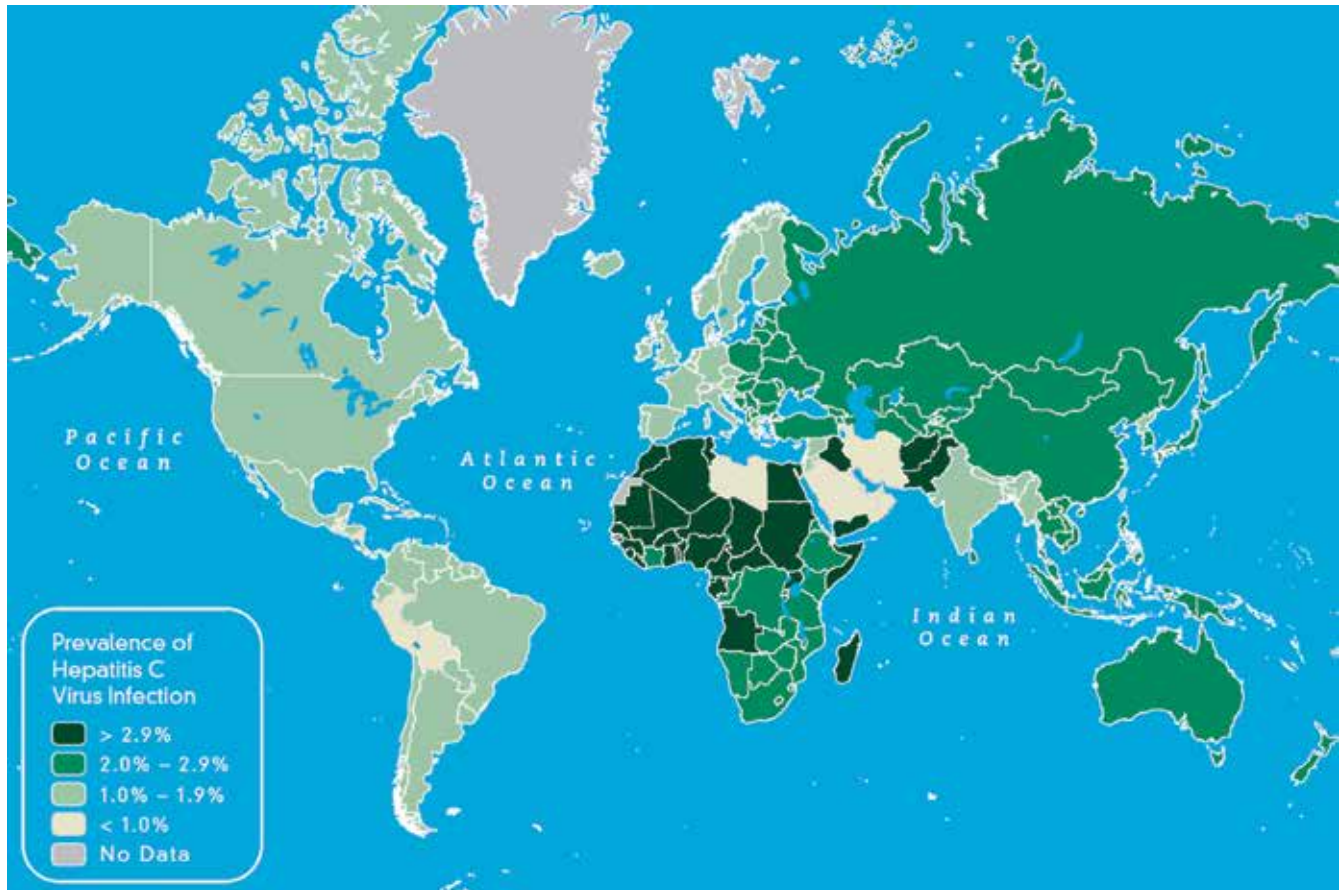 Pacific
Ocean
Atlantic
Ocean
Indian
Ocean
Prevalence of
Hepatitis C
Virus Infection
> 2.9%
2.0% – 2.9%
1.0% – 1.9%
< 1.0%
No Data